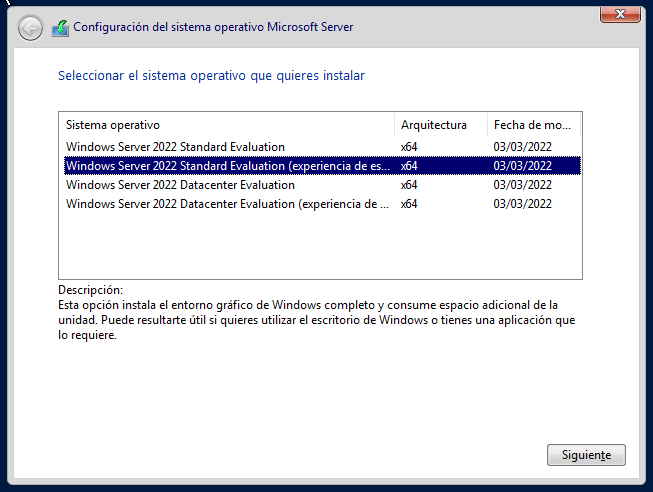 Configuración del sistema operativo Microsoft Server
Seleccionar el sistema operativo que quieres instalar
Sistema operativo Arquitectura Fecha de mo...
Windows Server 2022 Standard Evaluation x64 03/03/2022
Windows Server 2022 Standard Evaluation (experiencia de es... x64 03/03/2022
Windows Server 2022 Datacenter Evaluation x64 03/03/2022
Windows Server 2022 Datacenter Evaluation (experiencia de ... x64 03/03/2022
Descripción:
Esta opción instala el entorno gráfico de Windows completo y consume espacio adicional de la
unidad. Puede resultarte útil si quieres utilizar el escritorio de Windows o tienes una aplicación que
lo requiere.
Siguiente